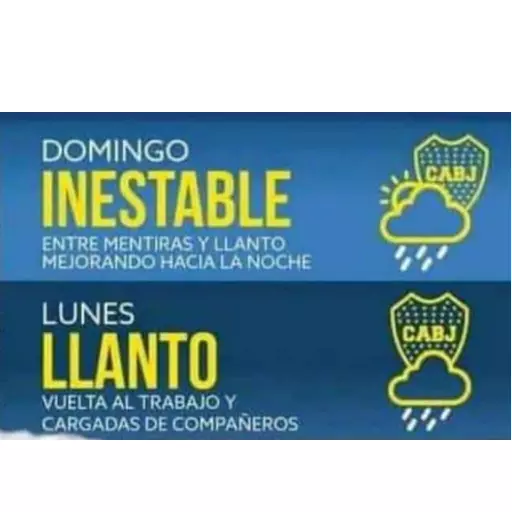 DOMINGO
INESTABLE
ENTRE MENTIRAS Y LLANTO
MEJORANDO HACIA LA NOCHE
CABJ
LUNES
LLANTO
VUELTA AL TRABAJO Y
CARGADAS DE COMPAÑEROS
CABJ